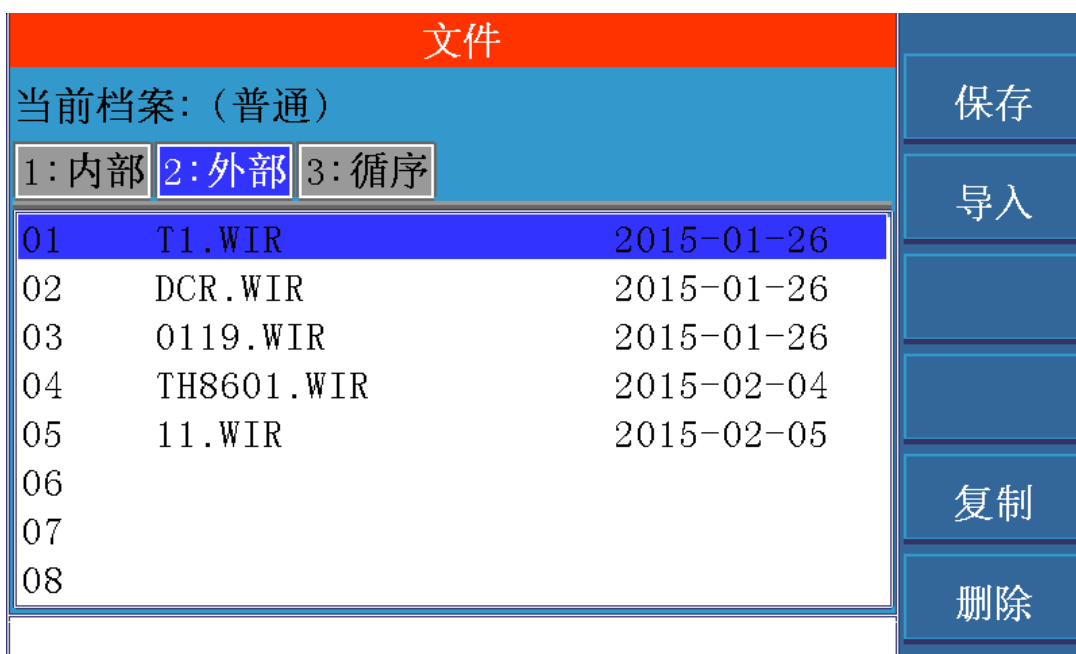 文件
当前档案:(普通)
1:内部 2:外部 3:循序
01 T1.WIR 2015-01-26
02 DCR.WIR 2015-01-26
03 0119.WIR 2015-01-26
04 TH8601.WIR 2015-02-04
05 11.WIR 2015-02-05
06
07
08
保存
导入
复制
删除